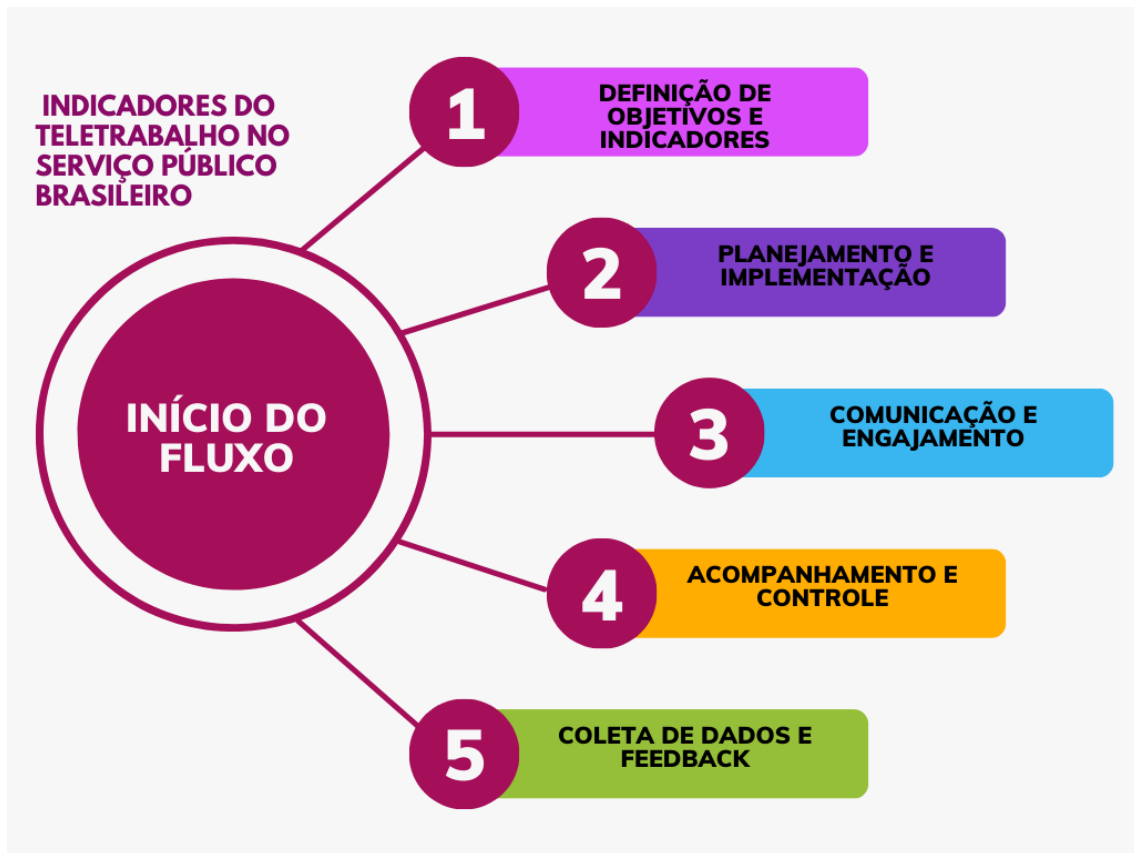 INDICADORES DO
TELETRABALHO NO
SERVIÇO PÚBLICO
BRASILEIRO
INÍCIO DO
FLUXO
1
DEFINIÇÃO DE
OBJETIVOS E
INDICADORES
2
PLANEJAMENTO E
IMPLEMENTAÇÃO
3
COMUNICAÇÃO E
ENGAJAMENTO
4
ACOMPANHAMENTO E
CONTROLE
5
COLETA DE DADOS E
FEEDBACK